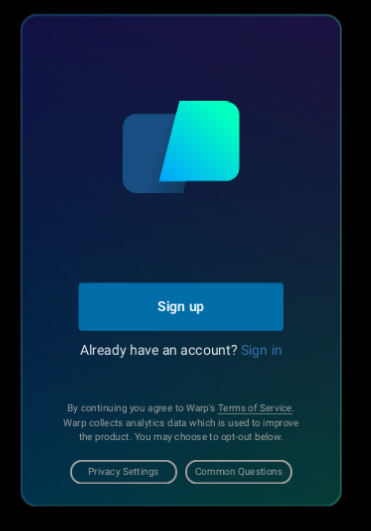 Sign up
Already have an account? Sign in
By continuing you agree to Warp's Terms of Service.
Warp collects analytics data which is used to improve
the product. You may choose to opt-out below.
Privacy Settings
Common Questions